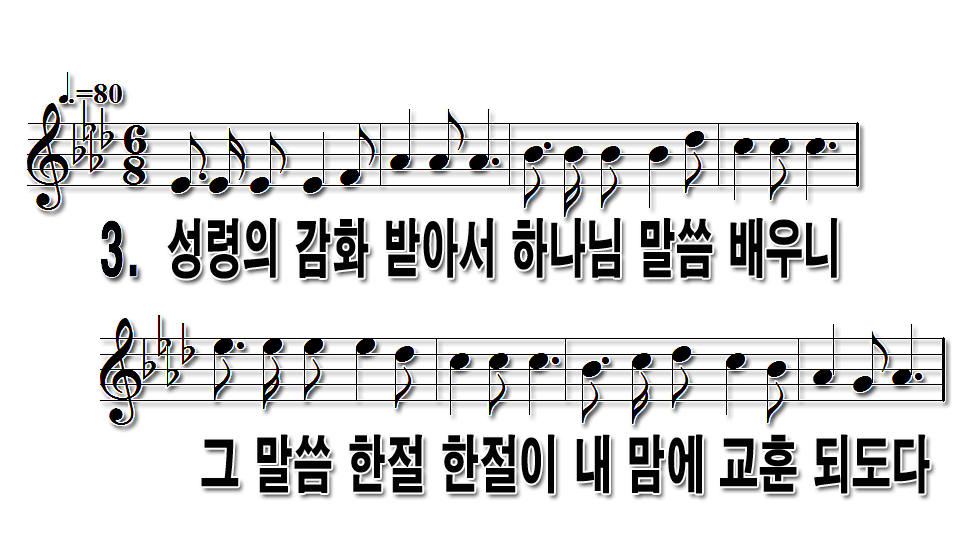 ♩.=80
6
8
3. 성령의 감화 받아서 하나님 말씀 배우니
그 말씀 한절 한절이 내 맘에 교훈 되도다